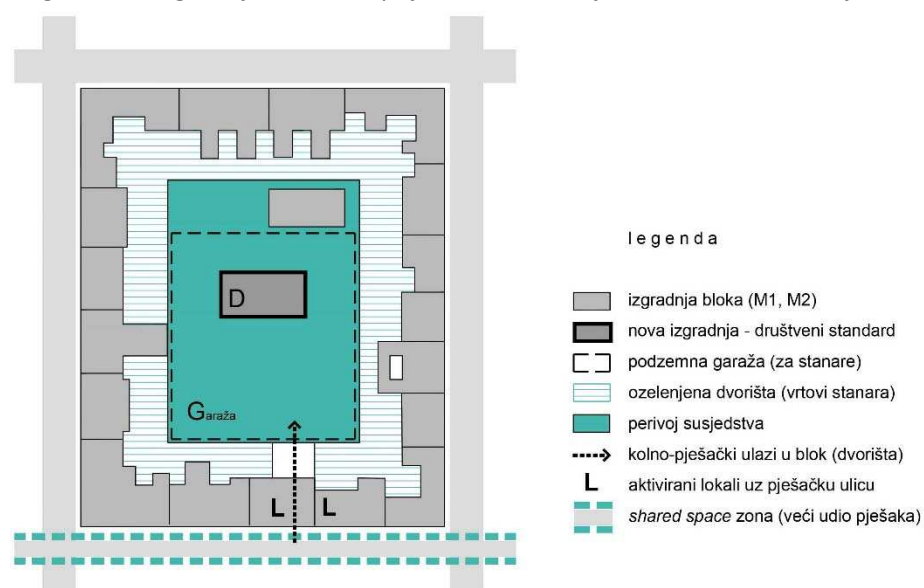 D
Garaža
L
L
legenda
izgradnja bloka (M1, M2)
nova izgradnja - društveni standard
podzemna garaža (za stanare)
ozelenjena dvorišta (vrtovi stanara)
perivoj susjedstva
kolno-pješački ulazi u blok (dvorišta)
L aktivirani lokali uz pješačku ulicu
shared space zona (veći udio pješaka)